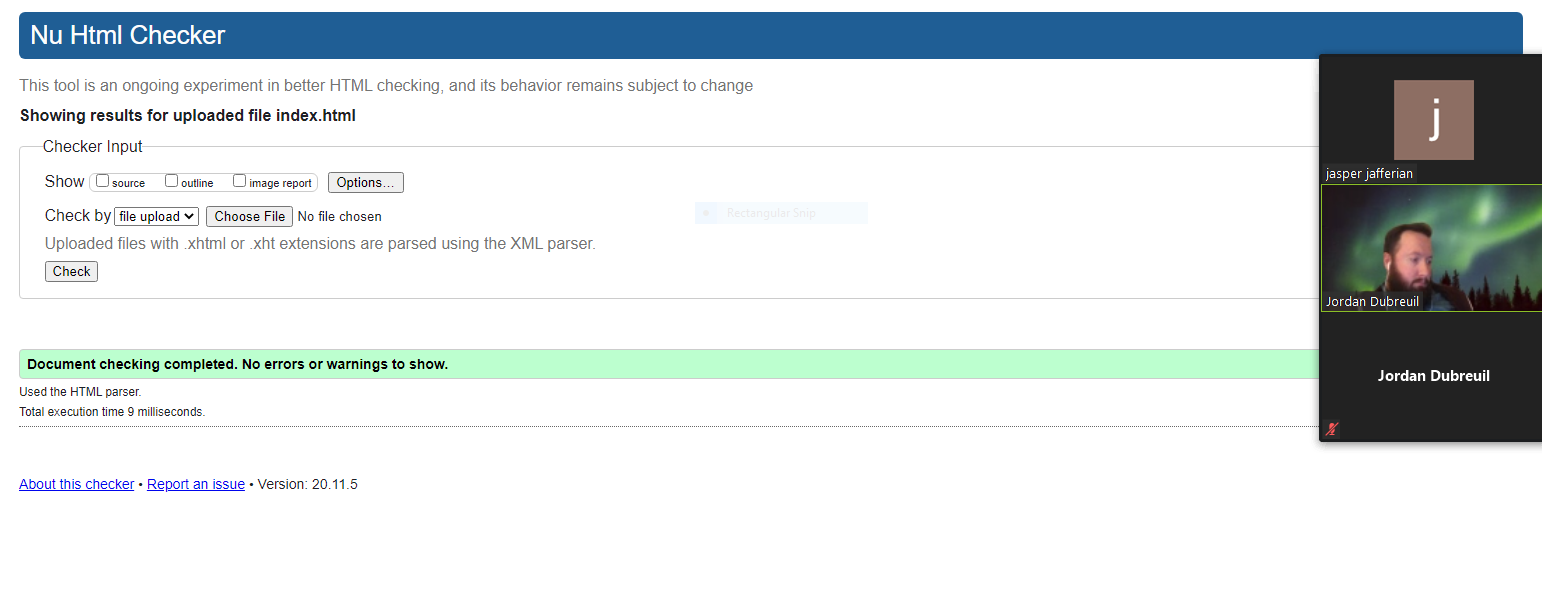 Nu Html Checker
This tool is an ongoing experiment in better HTML checking, and its behavior remains subject to change
Showing results for uploaded file index.html
Checker Input
Show source outline image report Options...
Check by file upload Choose File No file chosen
Rectangular Snip
Uploaded files with .xhtml or .xht extensions are parsed using the XML parser.
Check
Document checking completed. No errors or warnings to show.
Used the HTML parser.
Total execution time 9 milliseconds.
About this checker • Report an issue • Version: 20.11.5
j
jasper jafferian
Jordan Dubreuil
Jordan Dubreuil